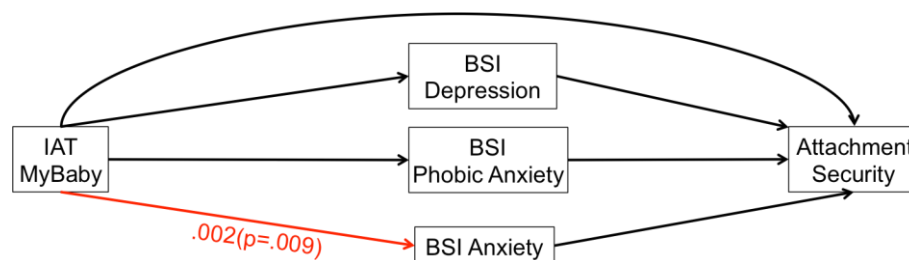 BSI
Depression
IAT
MyBaby
BSI
Phobic Anxiety
Attachment
Security
.002(p=.009)
BSI Anxiety